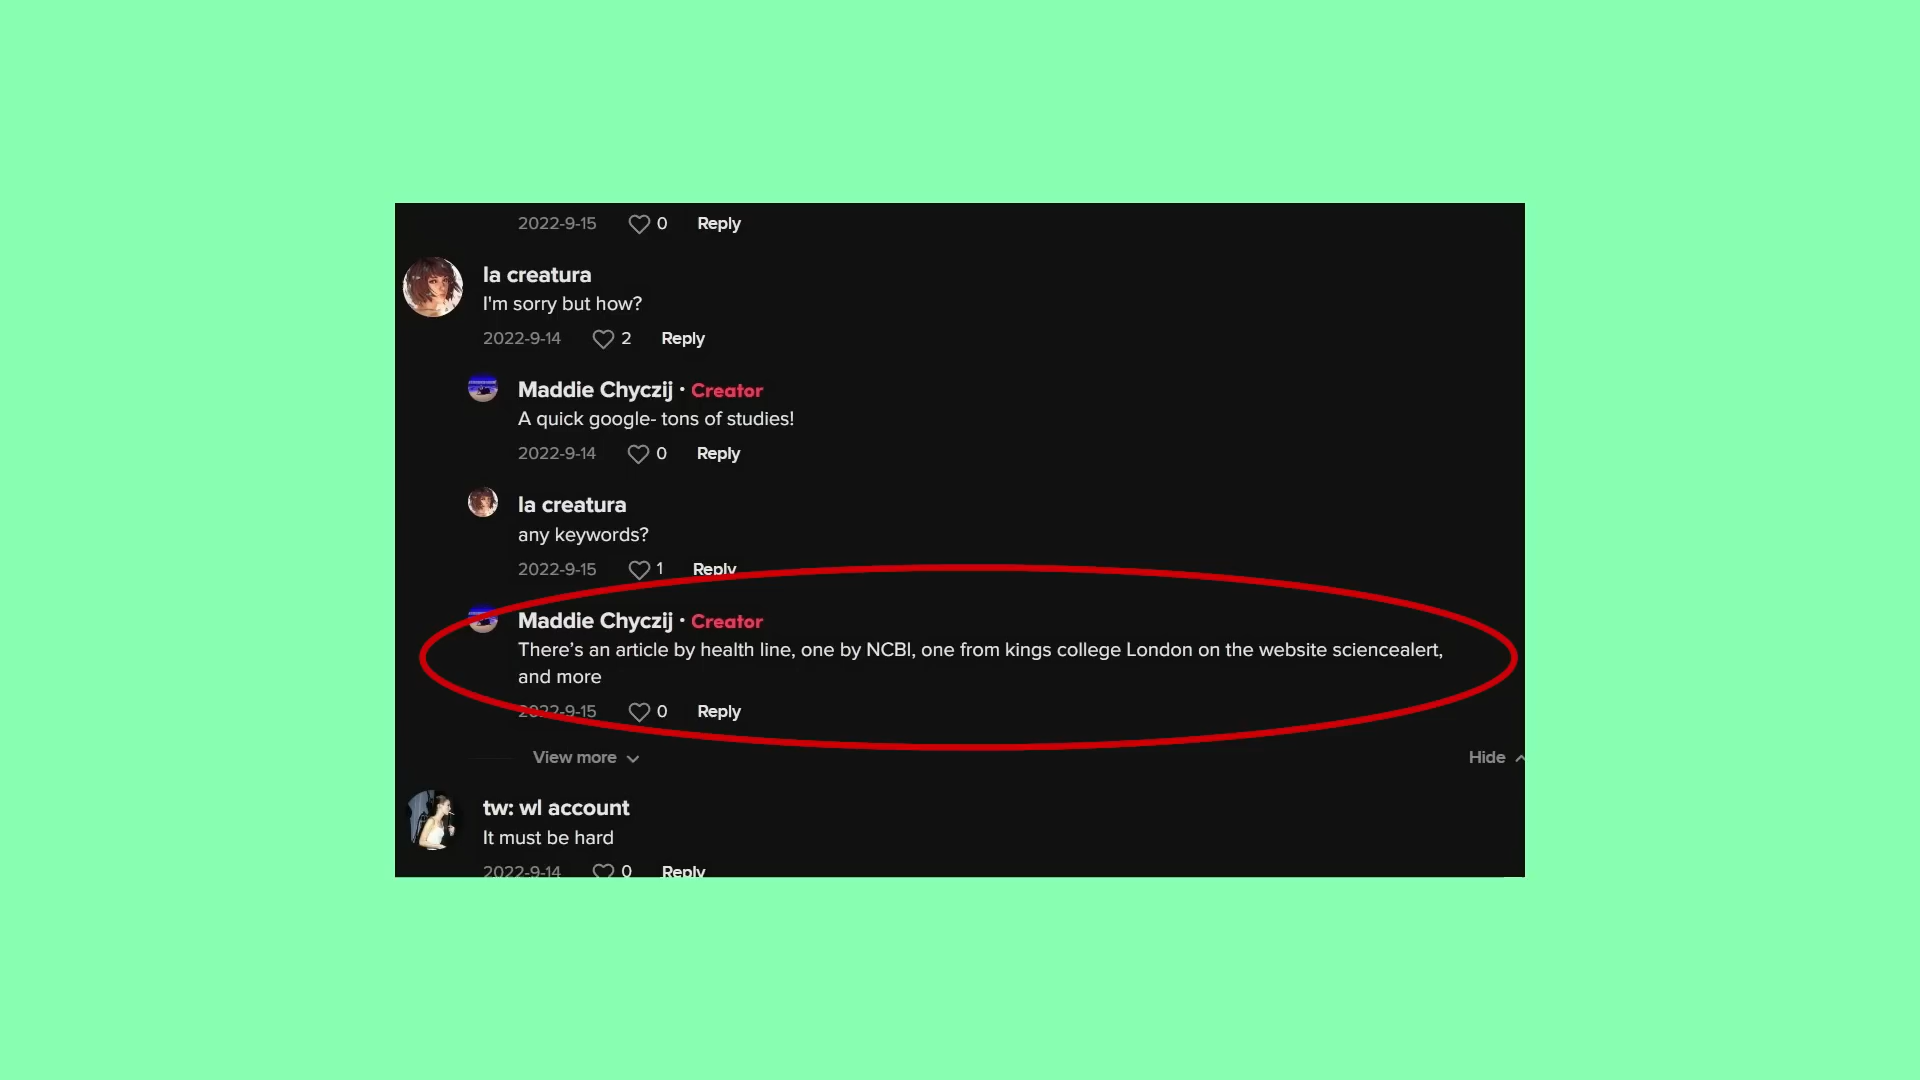 2022-9-15 0 Reply
la creatura
I'm sorry but how?
2022-9-14 2 Reply
Maddie Chyczij · Creator
A quick google- tons of studies!
2022-9-14 0 Reply
la creatura
any keywords?
2022-9-15 1 Reply
Maddie Chyczij · Creator
There’s an article by health line, one by NCBI, one from kings college London on the website sciencealert,
and more
2022-9-15 0 Reply
View more Hide
tw: wl account
It must be hard
2022-9-14 0 Reply